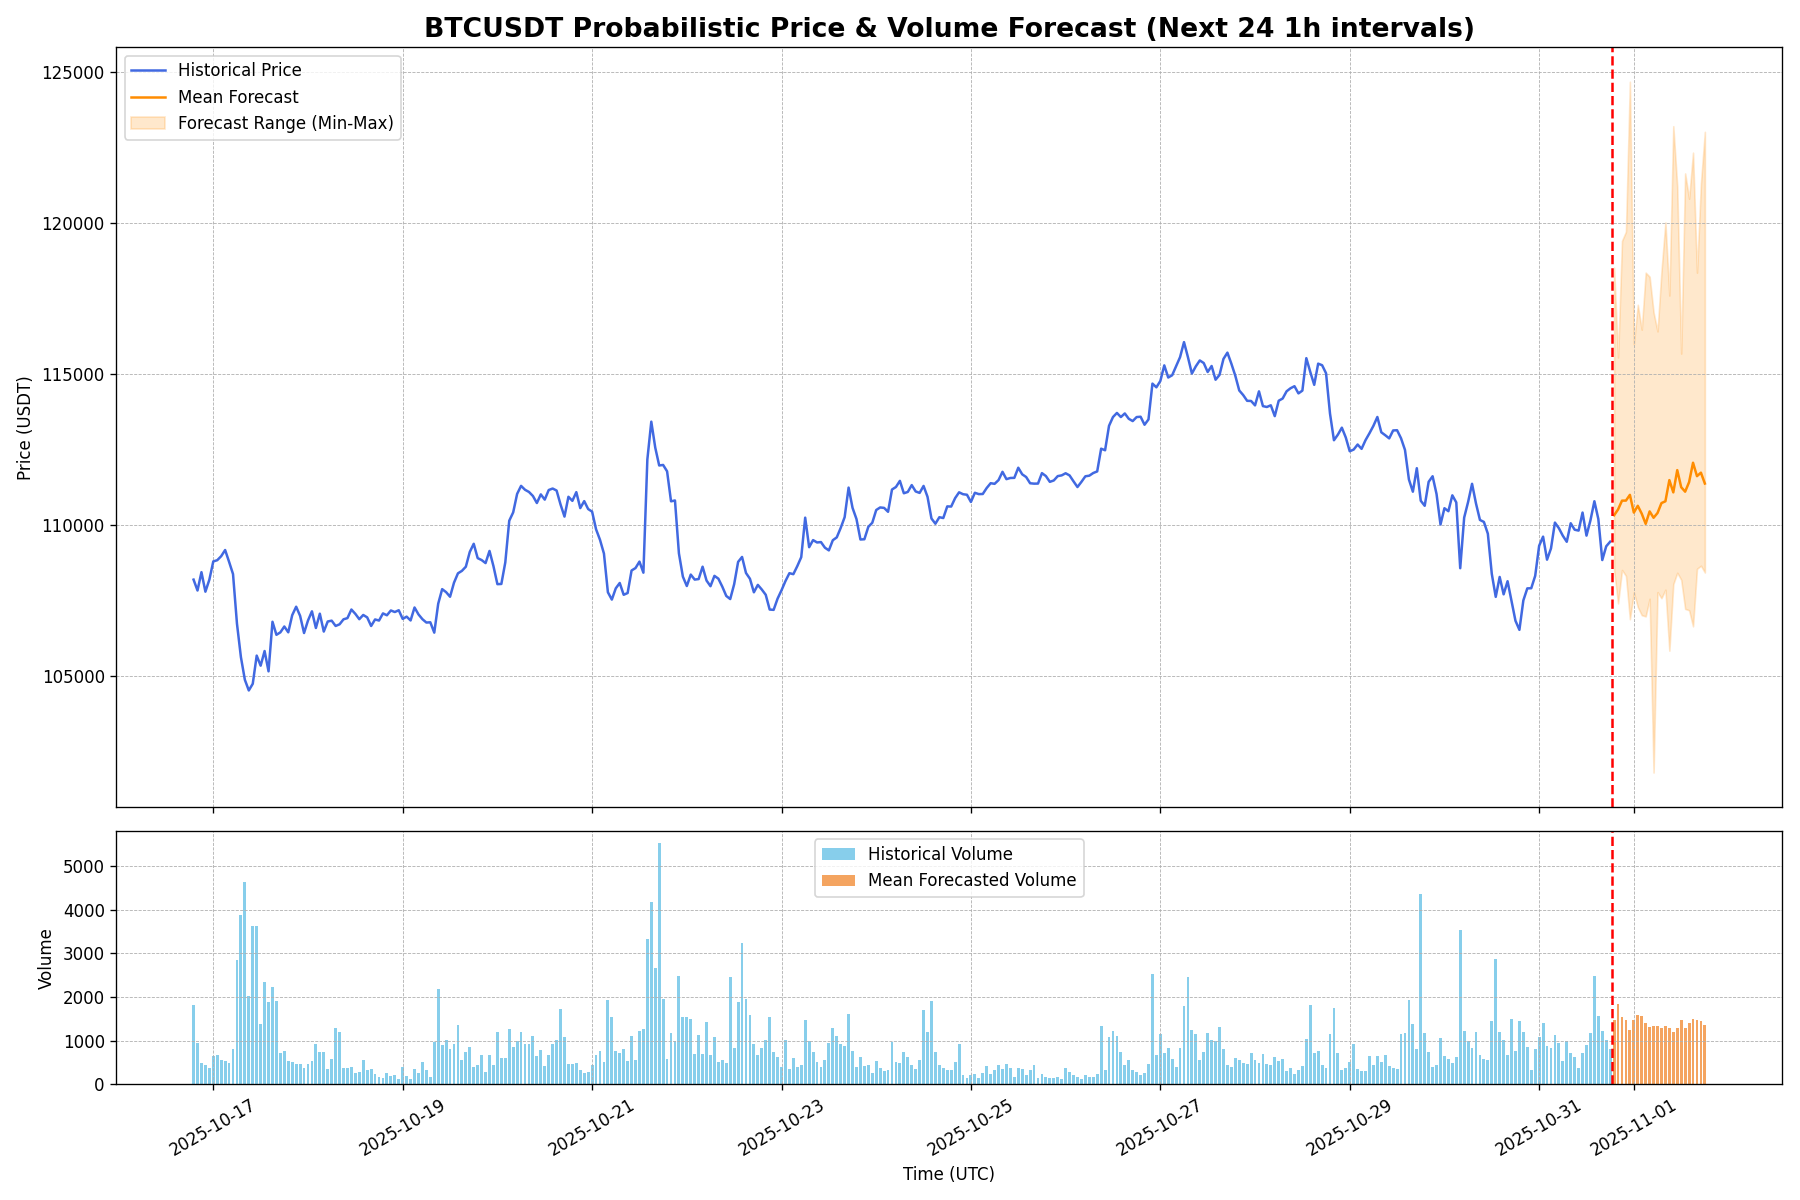 BTCUSDT Probabilistic Price & Volume Forecast (Next 24 1h intervals)
Historical Price
Mean Forecast
Forecast Range (Min-Max)
125000
120000
115000
110000
105000
Price (USDT)
Historical Volume
Mean Forecasted Volume
5000
4000
3000
2000
1000
0
Volume
2025-10-17
2025-10-19
2025-10-21
2025-10-23
2025-10-25
2025-10-27
2025-10-29
2025-10-31
2025-11-01
Time (UTC)